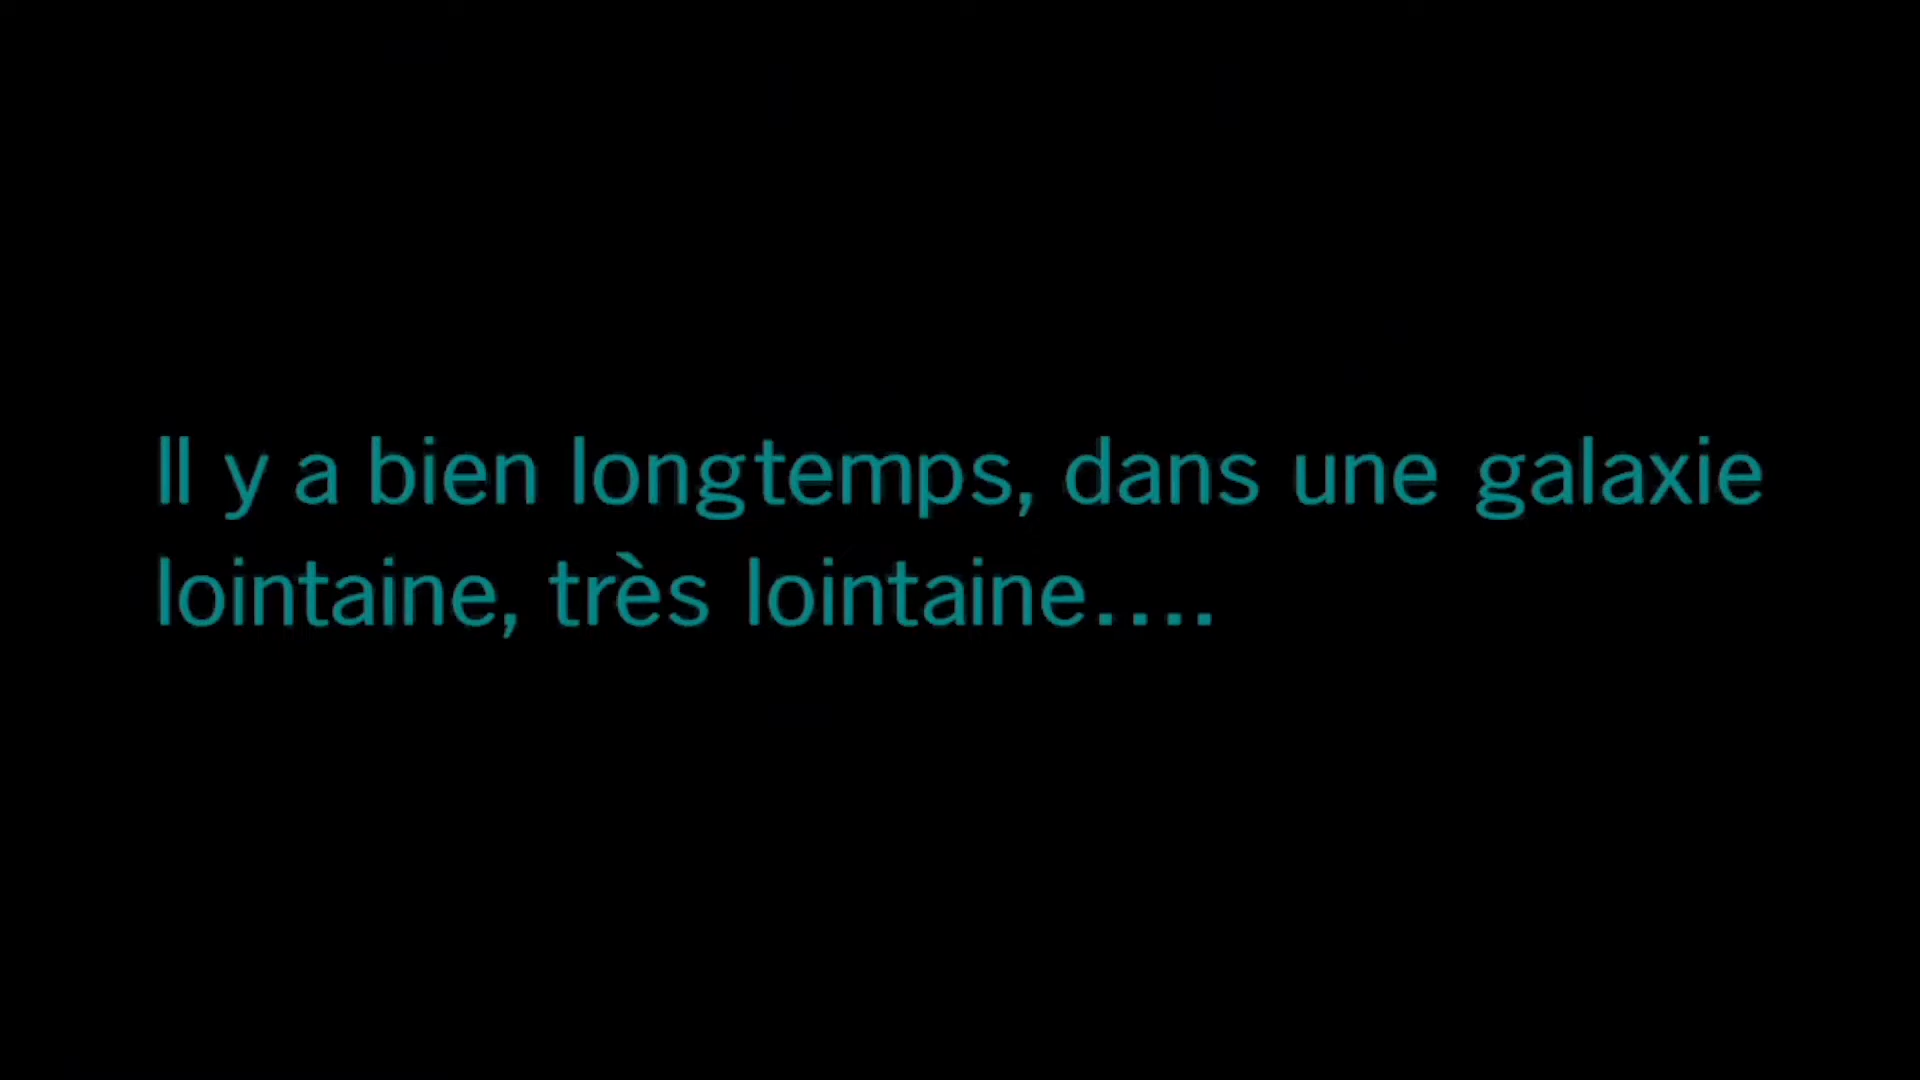 Il y a bien longtemps, dans une galaxie
lointaine, très lointaine....